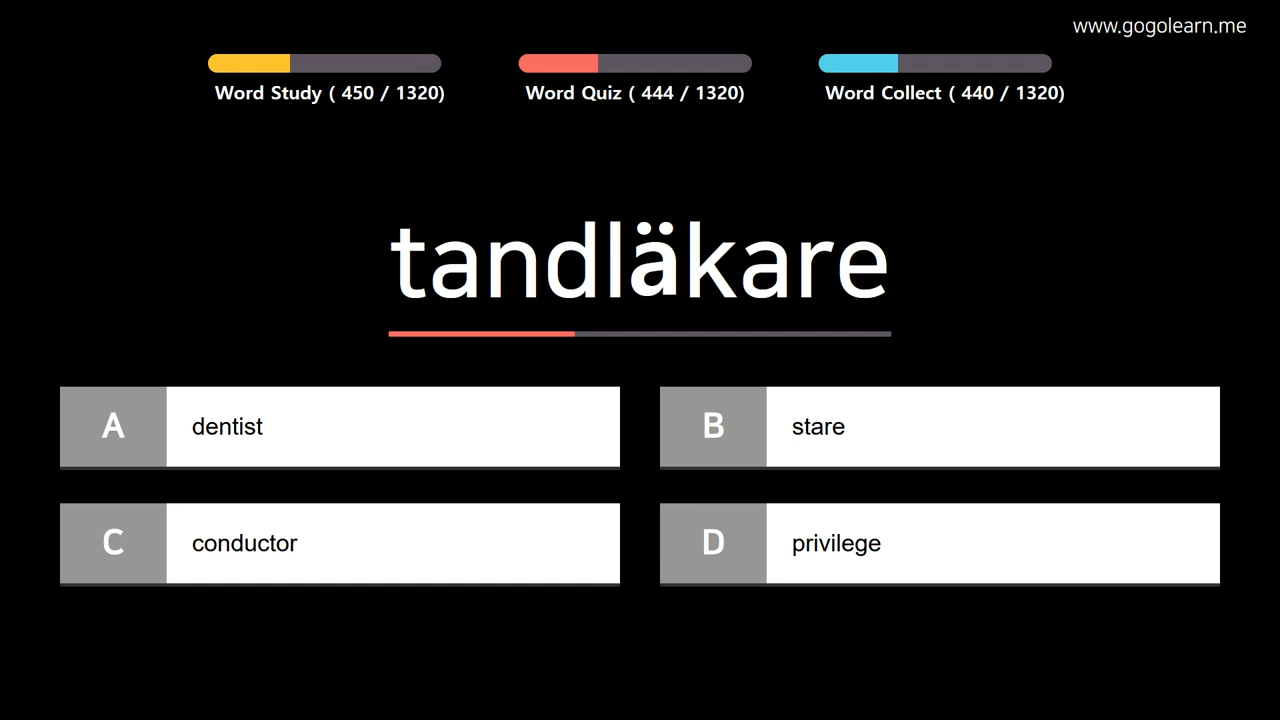 www.gogolearn.me
Word Study ( 450 / 1320)
Word Quiz ( 444 / 1320)
Word Collect ( 440 / 1320)
tandläkare
A dentist
B stare
C conductor
D privilege